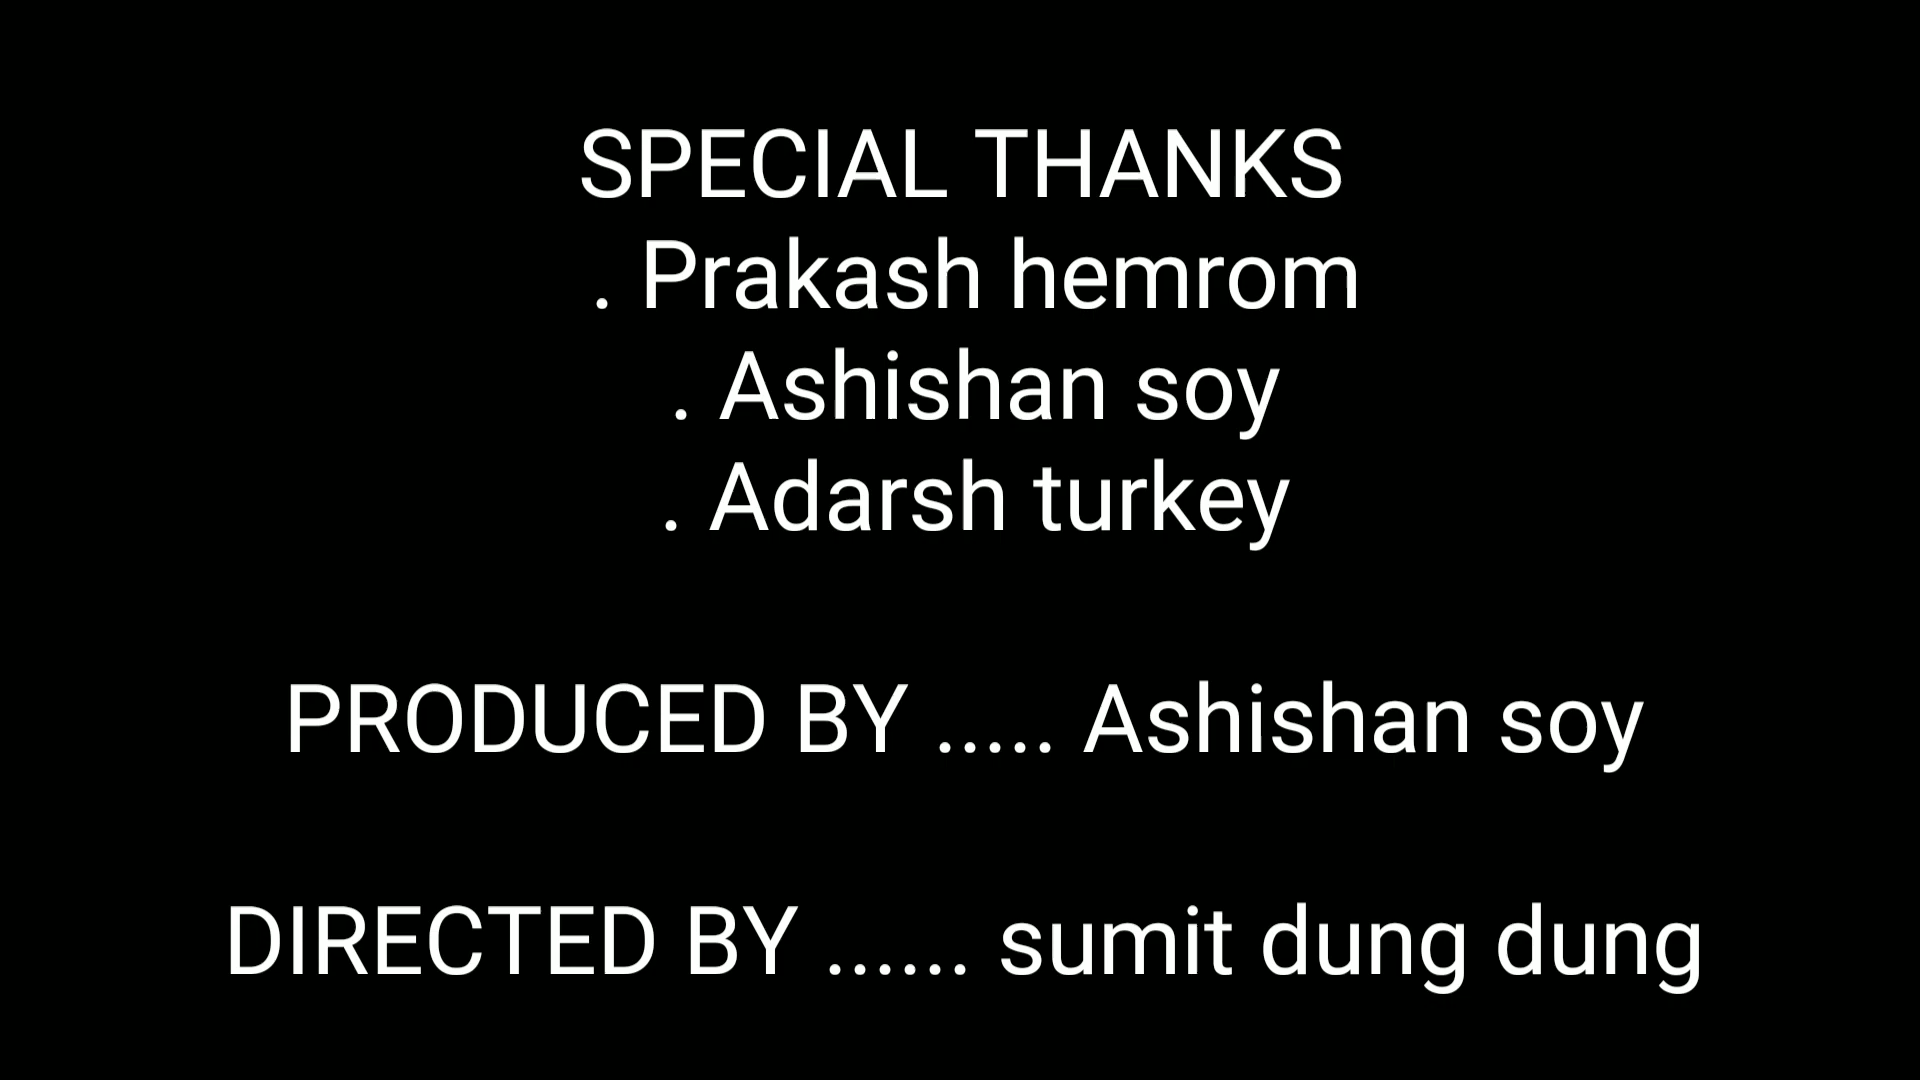 SPECIAL THANKS
. Prakash hemrom
. Ashishan soy
. Adarsh turkey
PRODUCED BY ..... Ashishan soy
DIRECTED BY ...... sumit dung dung